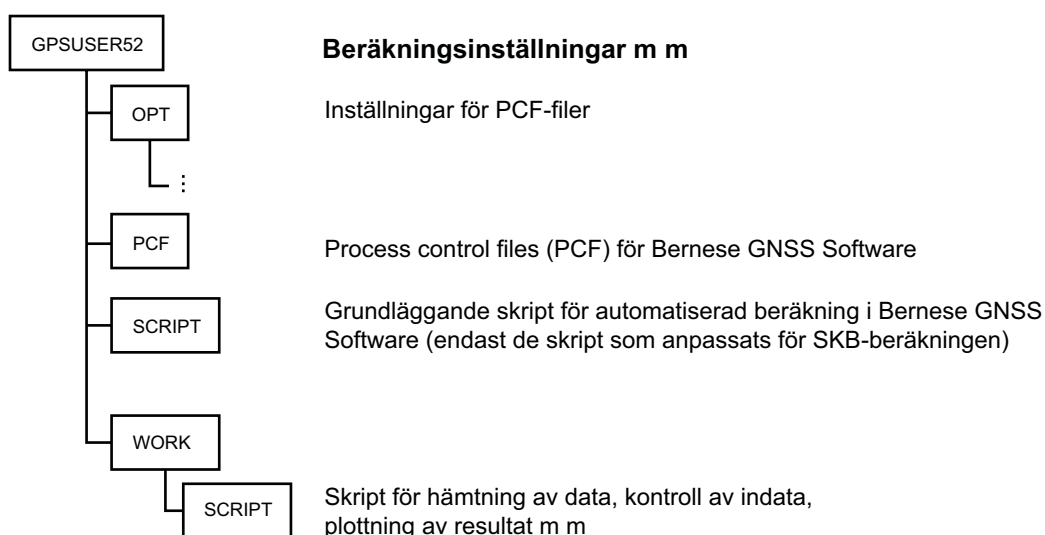 GPSUSER52
Beräkningsinställningar m m
OPT
Inställningar för PCF-filer
⋮
PCF
Process control files (PCF) för Bernese GNSS Software
SCRIPT
Grundläggande skript för automatiserad beräkning i Bernese GNSS
Software (endast de skript som anpassats för SKB-beräkningen)
WORK
SCRIPT
Skript för hämtning av data, kontroll av indata,
plottning av resultat m m